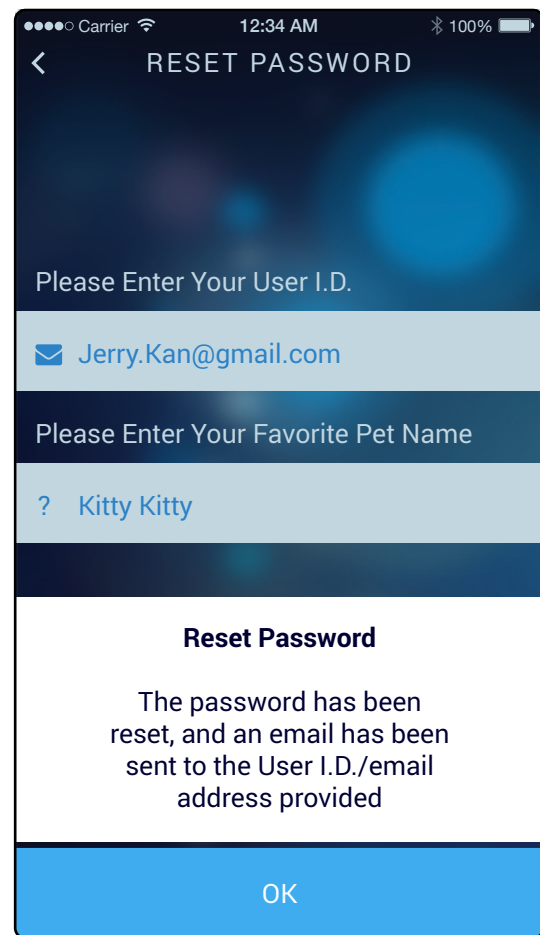 Carrier 12:34 AM 100%
RESET PASSWORD
Please Enter Your User I.D.
Jerry.Kan@gmail.com
Please Enter Your Favorite Pet Name
? Kitty Kitty
Reset Password
The password has been
reset, and an email has been
sent to the User I.D./email
address provided
OK